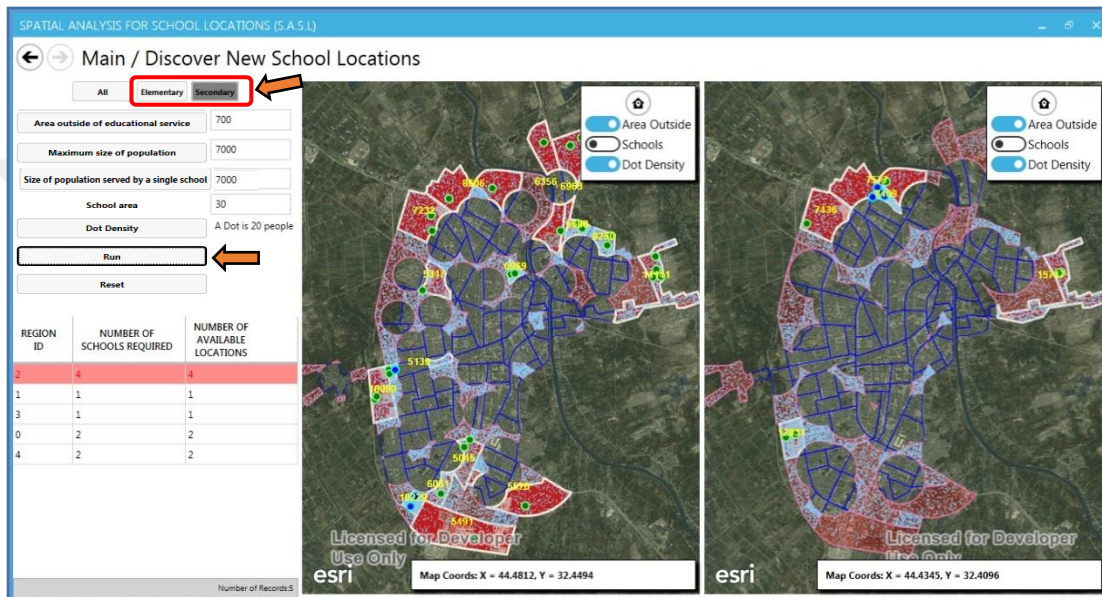 SPATIAL ANALYSIS FOR SCHOOL LOCATIONS (S.A.S.L)
Main / Discover New School Locations
All Elementary Secondary
Area outside of educational service 700
Maximum size of population 7000
Size of population served by a single school 7000
School area 30
Dot Density A Dot is 20 people
Run
Reset
REGION ID NUMBER OF SCHOOLS REQUIRED NUMBER OF AVAILABLE LOCATIONS
2 4 4
1 1 1
3 1 1
0 2 2
4 2 2
Number of Records:5
Area Outside
Schools
Dot Density
6356
5139
5045
5491
Licensed for Developer
Use Only
esri
Map Coords: X = 44.4812, Y = 32.4494
Area Outside
Schools
Dot Density
7436
Licensed for Developer
Use Only
esri
Map Coords: X = 44.4345, Y = 32.4096